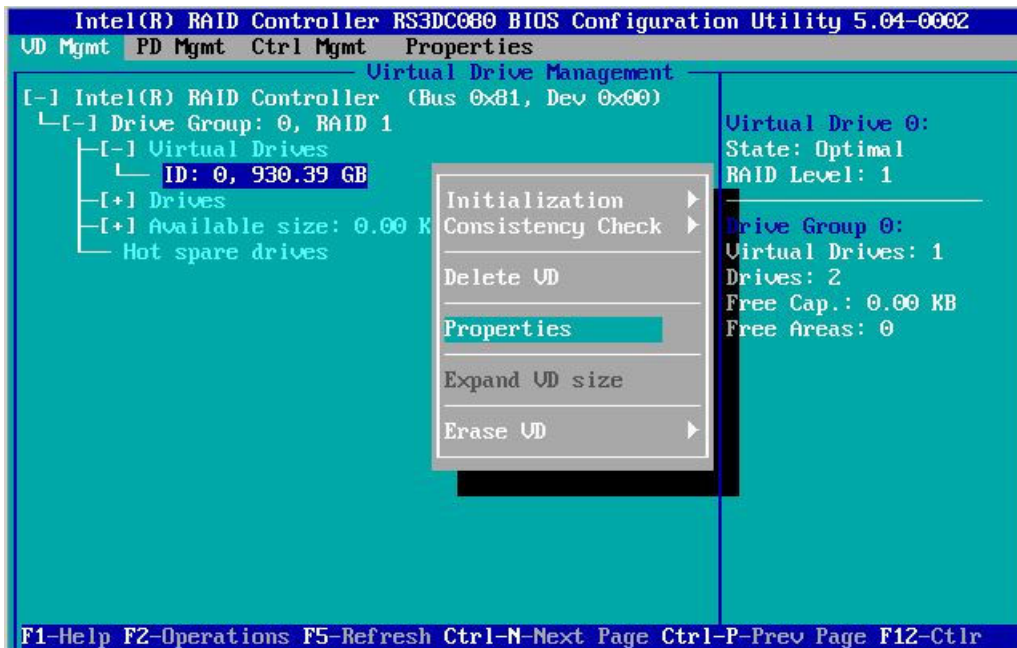 Intel(R) RAID Controller RS3DC080 BIOS Configuration Utility 5.04-0002
VD Mgmt PD Mgmt Ctrl Mgmt Properties
Virtual Drive Management
[-] Intel(R) RAID Controller (Bus 0x81, Dev 0x00)
[-] Drive Group: 0, RAID 1
[-] Virtual Drives
ID: 0, 930.39 GB
[+] Drives
[+] Available size: 0.00 K
Hot spare drives
Initialization
Consistency Check
Delete VD
Properties
Expand VD size
Erase VD
Virtual Drive 0:
State: Optimal
RAID Level: 1
Drive Group 0:
Virtual Drives: 1
Drives: 2
Free Cap.: 0.00 KB
Free Areas: 0
F1-Help F2-Operations F5-Refresh Ctrl-N-Next Page Ctrl-P-Prev Page F12-Ctlr